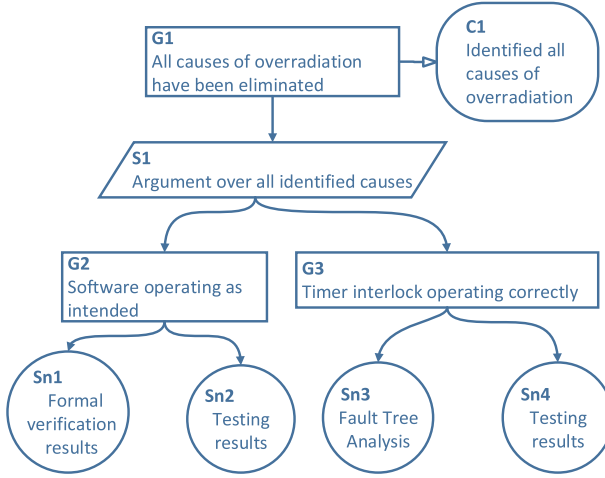 G1
All causes of overradiation
have been eliminated
C1
Identified all
causes of
overradiation
S1
Argument over all identified causes
G2
Software operating as
intended
G3
Timer interlock operating correctly
Sn1
Formal
verification
results
Sn2
Testing
results
Sn3
Fault Tree
Analysis
Sn4
Testing
results